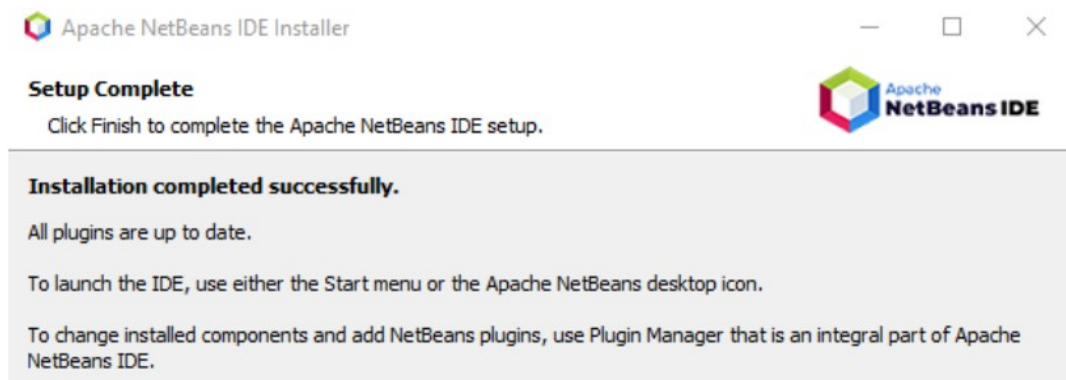 Apache NetBeans IDE Installer
Setup Complete
Click Finish to complete the Apache NetBeans IDE setup.
Apache
NetBeans IDE
Installation completed successfully.
All plugins are up to date.
To launch the IDE, use either the Start menu or the Apache NetBeans desktop icon.
To change installed components and add NetBeans plugins, use Plugin Manager that is an integral part of Apache
NetBeans IDE.